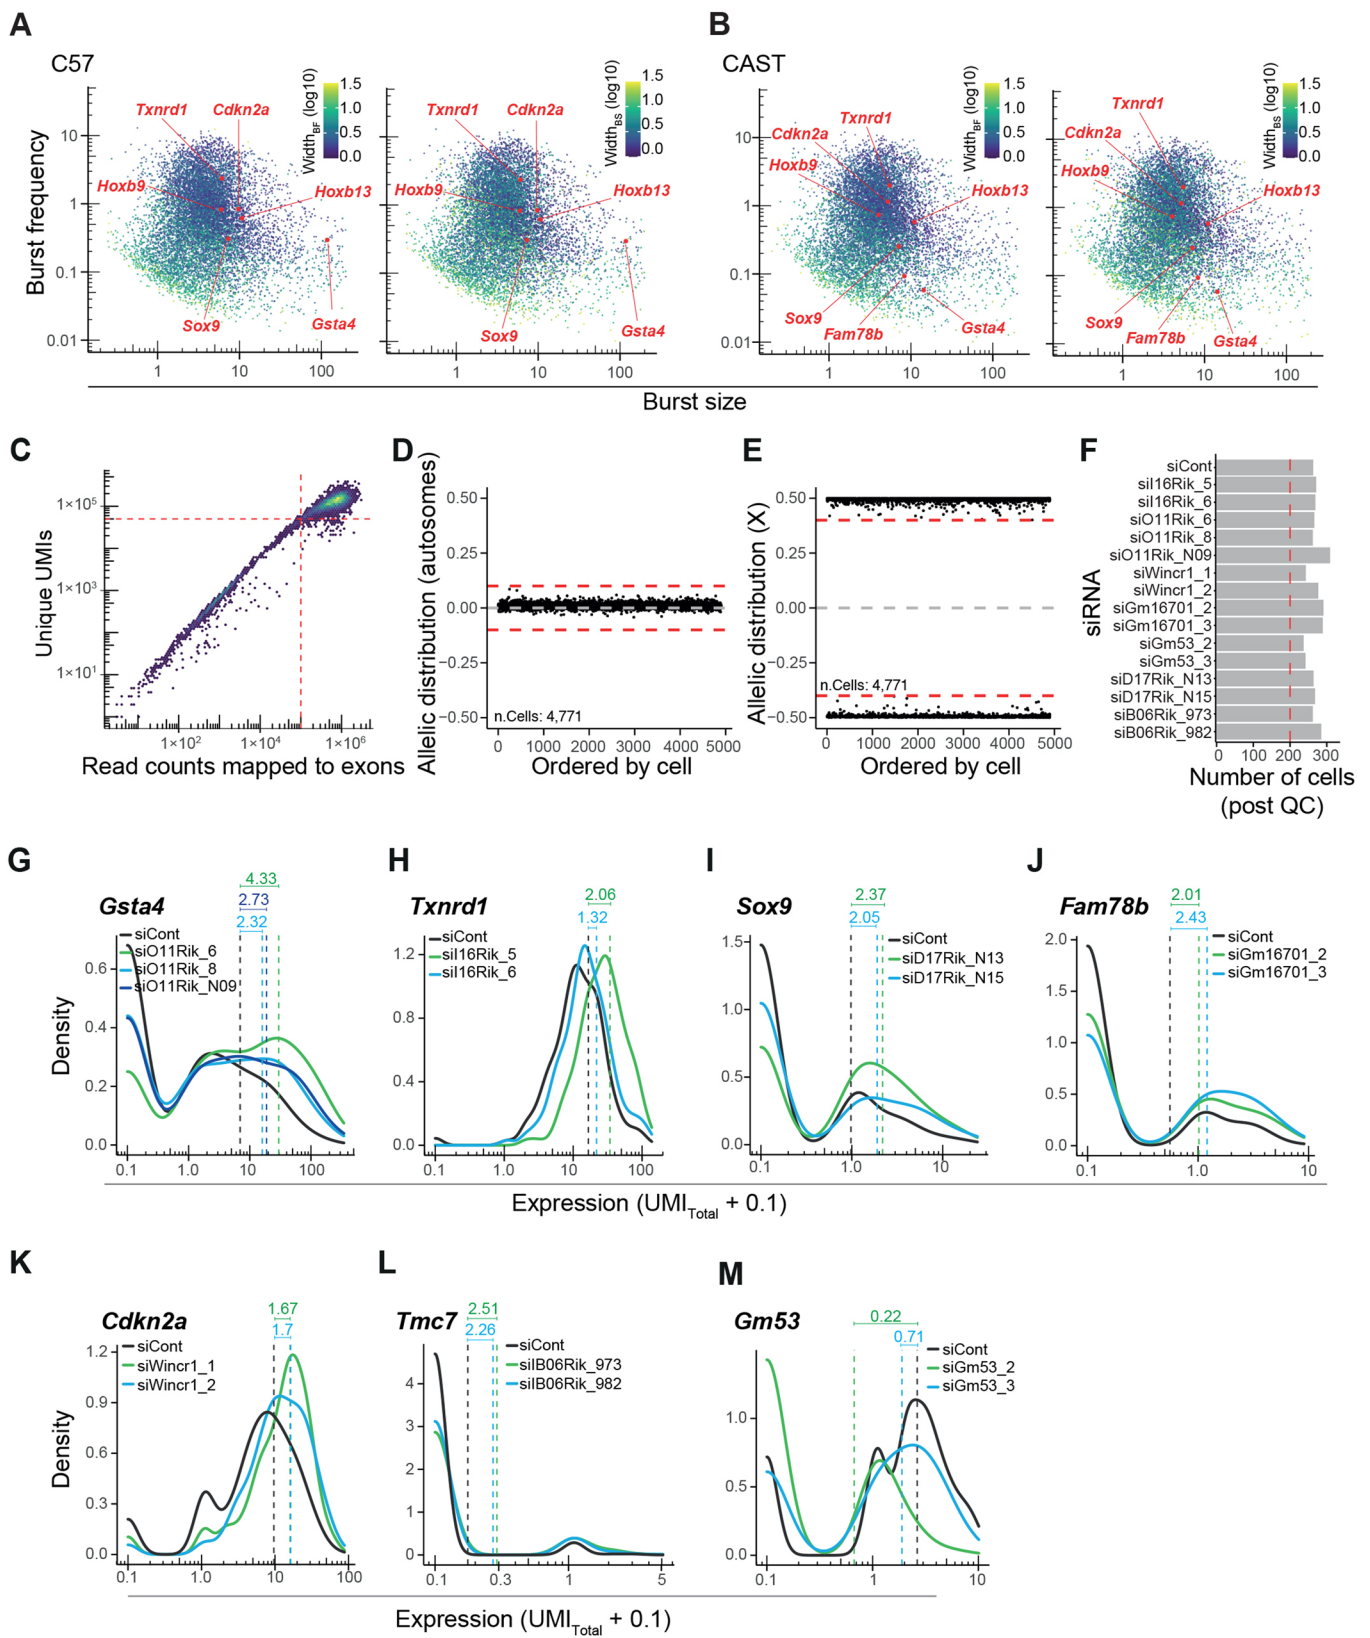 A
B
C57
CAST
Width_BF (log10)
1.5
1.0
0.5
0.0
Width_BS (log10)
1.5
1.0
0.5
0.0
Width_BF (log10)
1.5
1.0
0.5
0.0
Width_BS (log10)
1.5
1.0
0.5
0.0
Burst frequency
10
1
0.1
0.01
Txnrd1
Cdkn2a
Hoxb9
Hoxb13
Sox9
Gsta4
1
10
100
Txnrd1
Cdkn2a
Hoxb9
Hoxb13
Sox9
Gsta4
1
10
100
10
1
0.1
0.01
Txnrd1
Cdkn2a
Hoxb9
Hoxb13
Sox9
Fam78b
Gsta4
1
10
100
Txnrd1
Cdkn2a
Hoxb9
Hoxb13
Sox9
Fam78b
Gsta4
1
10
100
Burst size
C
Unique UMIs
1×10^5
1×10^3
1×10^1
1×10^2
1×10^4
1×10^6
Read counts mapped to exons
D
Allelic distribution (autosomes)
0.50
0.25
0.00
−0.25
−0.50
n.Cells: 4,771
0 1000 2000 3000 4000 5000
Ordered by cell
E
Allelic distribution (X)
0.50
0.25
0.00
−0.25
−0.50
n.Cells: 4,771
0 1000 2000 3000 4000 5000
Ordered by cell
F
siRNA
siCont
siI16Rik_5
siI16Rik_6
siO11Rik_6
siO11Rik_8
siO11Rik_N09
siWincr1_1
siWincr1_2
siGm16701_2
siGm16701_3
siGm53_2
siGm53_3
siD17Rik_N13
siD17Rik_N15
siB06Rik_973
siB06Rik_982
0 100 200 300
Number of cells
(post QC)
G
Gsta4
4.33
2.73
2.32
siCont
siO11Rik_6
siO11Rik_8
siO11Rik_N09
Density
0.6
0.4
0.2
0.0
0.1 1.0 10 100
H
Txnrd1
2.06
1.32
siCont
siI16Rik_5
siI16Rik_6
1.2
0.8
0.4
0.0
0.1 1.0 10 100
I
Sox9
2.37
2.05
siCont
siD17Rik_N13
siD17Rik_N15
1.5
1.0
0.5
0.0
0.1 1.0 10
J
Fam78b
2.01
2.43
siCont
siGm16701_2
siGm16701_3
2.0
1.5
1.0
0.5
0.0
0.1 1.0 10
Expression (UMI_Total + 0.1)
K
Cdkn2a
1.67
1.7
siCont
siWincr1_1
siWincr1_2
Density
1.2
0.9
0.6
0.3
0.0
0.1 1.0 10 100
L
Tmc7
2.51
2.26
siCont
siIB06Rik_973
siIB06Rik_982
4
3
2
1
0
0.1 0.3 1 5
M
Gm53
0.22
0.71
siCont
siGm53_2
siGm53_3
1.0
0.5
0.0
0.1 1 10
Expression (UMI_Total + 0.1)